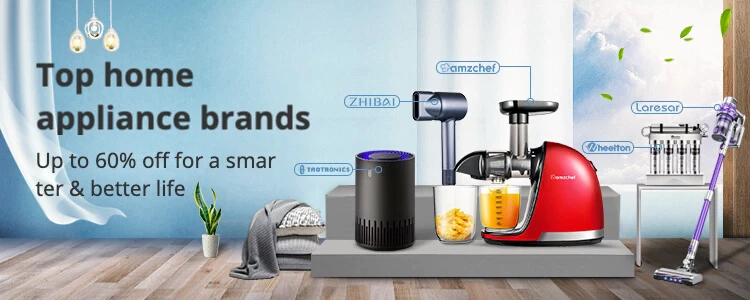 Top home
appliance brands
Up to 60% off for a smar
ter & better life
TAOTRONICS
ZHIBAI
amzchef
amzchef
Wheelton
Laresar